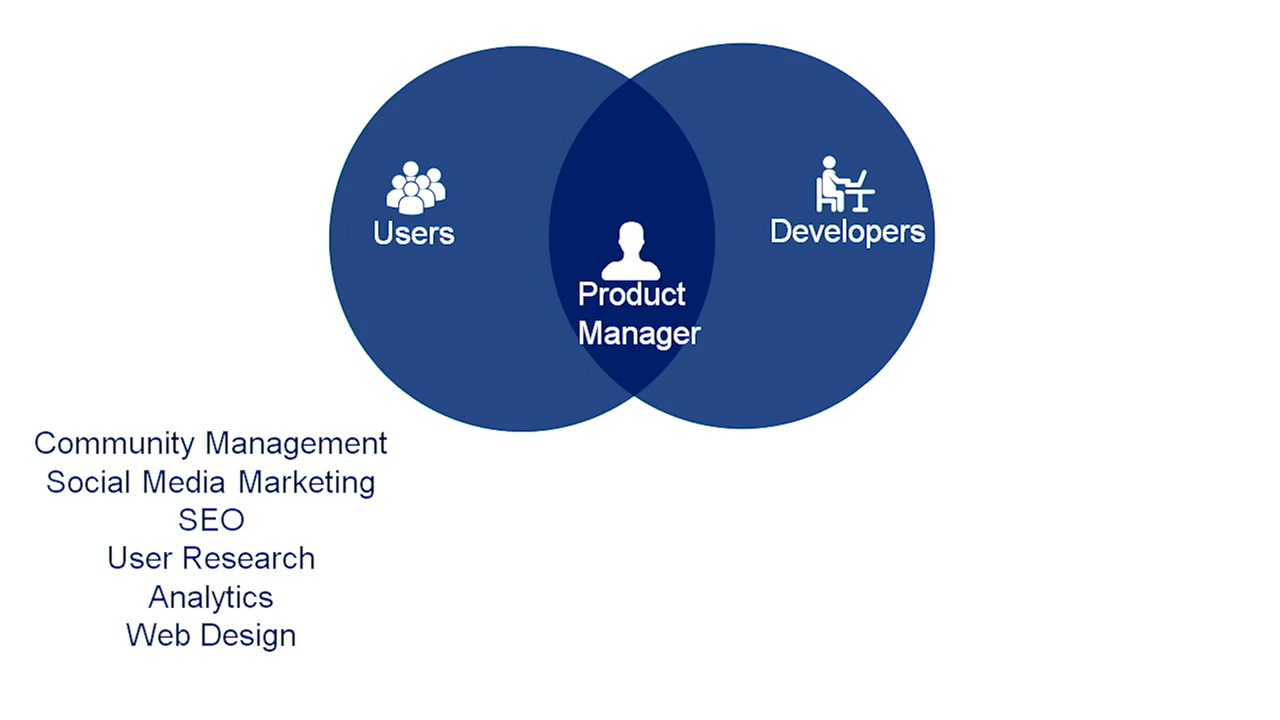 Users
Developers
Product
Manager
Community Management
Social Media Marketing
SEO
User Research
Analytics
Web Design